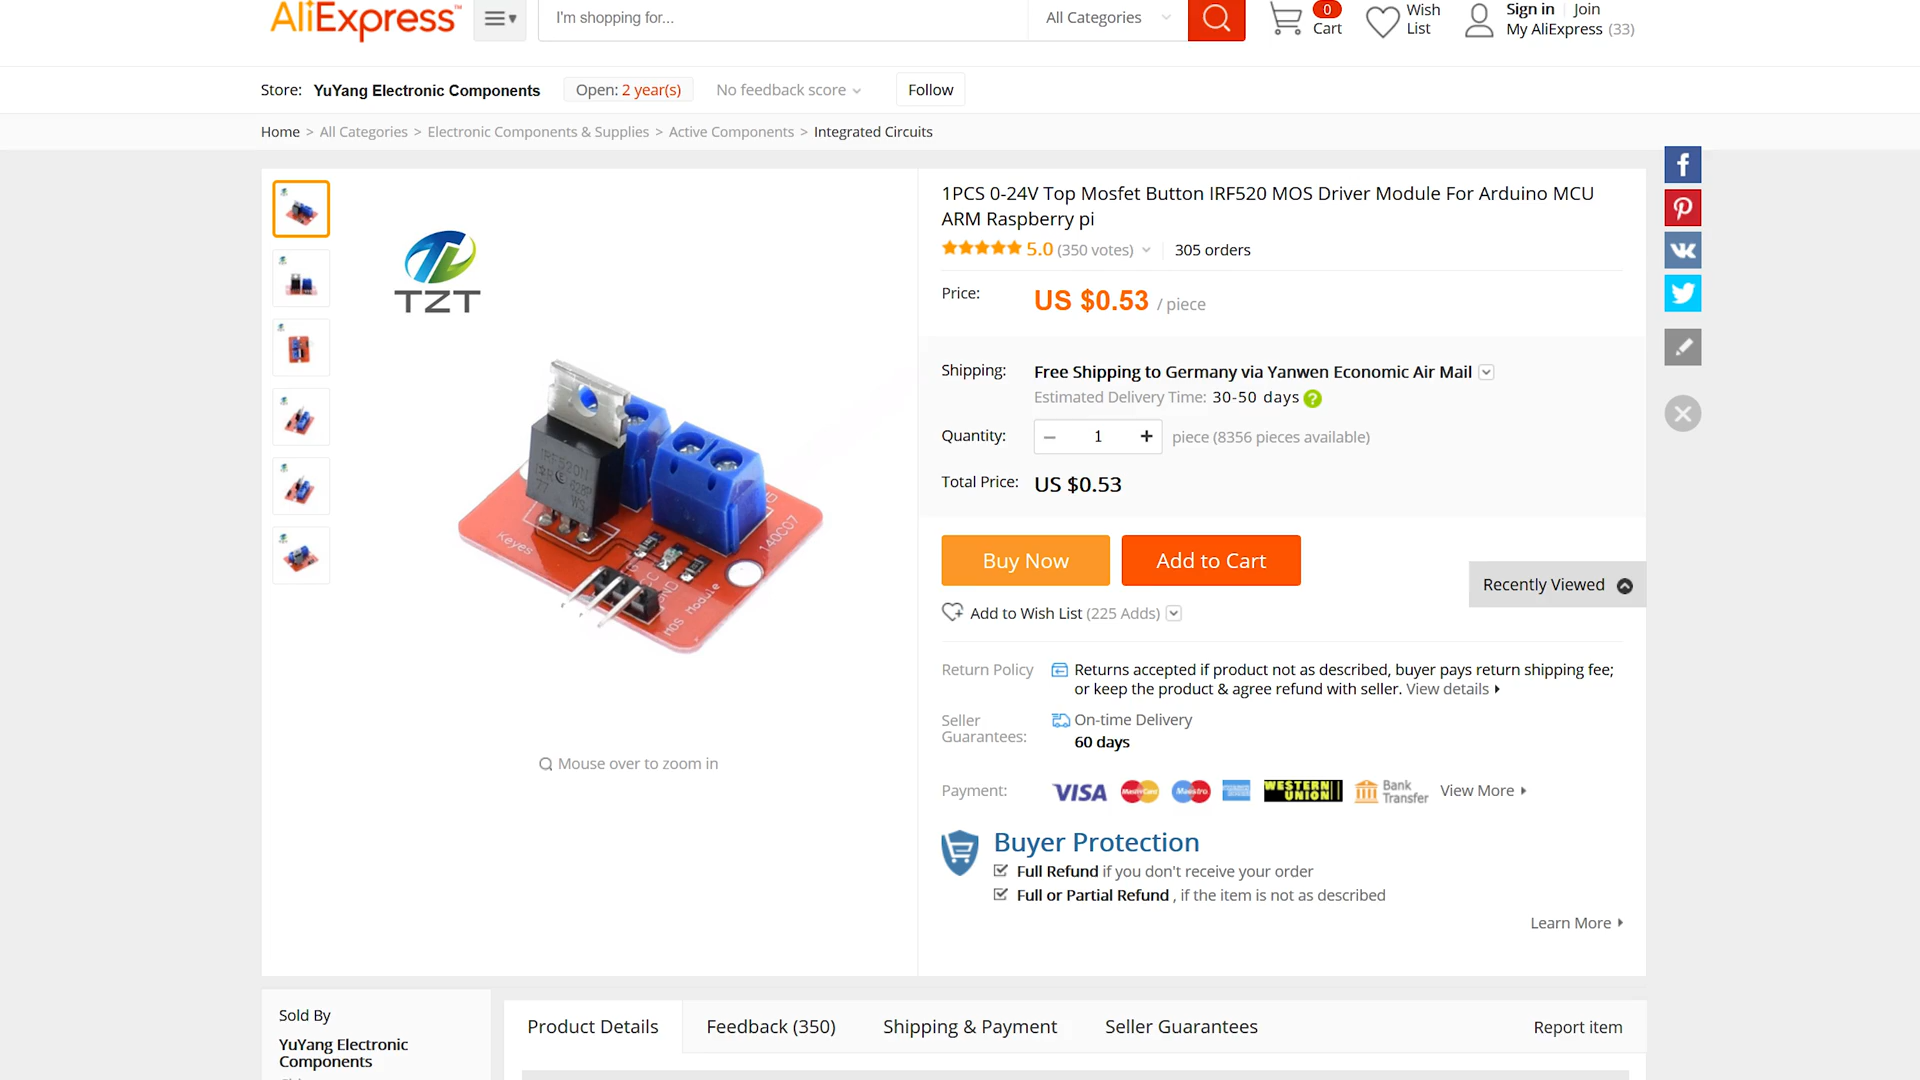 AliExpress™
I'm shopping for...
All Categories
0
Cart
Wish
List
Sign in
Join
My AliExpress (33)
Store: YuYang Electronic Components
Open: 2 year(s)
No feedback score
Follow
Home > All Categories > Electronic Components & Supplies > Active Components > Integrated Circuits
TZT
IRF520N
Keyes
MOS Module
140C07
GND
Mouse over to zoom in
1PCS 0-24V Top Mosfet Button IRF520 MOS Driver Module For Arduino MCU
ARM Raspberry pi
5.0 (350 votes)
305 orders
Price:
US $0.53 / piece
Shipping:
Free Shipping to Germany via Yanwen Economic Air Mail
Estimated Delivery Time: 30-50 days ?
Quantity:
− 1 + piece (8356 pieces available)
Total Price: US $0.53
Buy Now
Add to Cart
Recently Viewed
Add to Wish List (225 Adds)
Return Policy
Returns accepted if product not as described, buyer pays return shipping fee;
or keep the product & agree refund with seller. View details
Seller
Guarantees:
On-time Delivery
60 days
Payment:
VISA
MasterCard
Maestro
WESTERN
UNION
Bank
Transfer
View More
Buyer Protection
Full Refund if you don't receive your order
Full or Partial Refund , if the item is not as described
Learn More
Sold By
YuYang Electronic
Components
Product Details
Feedback (350)
Shipping & Payment
Seller Guarantees
Report item